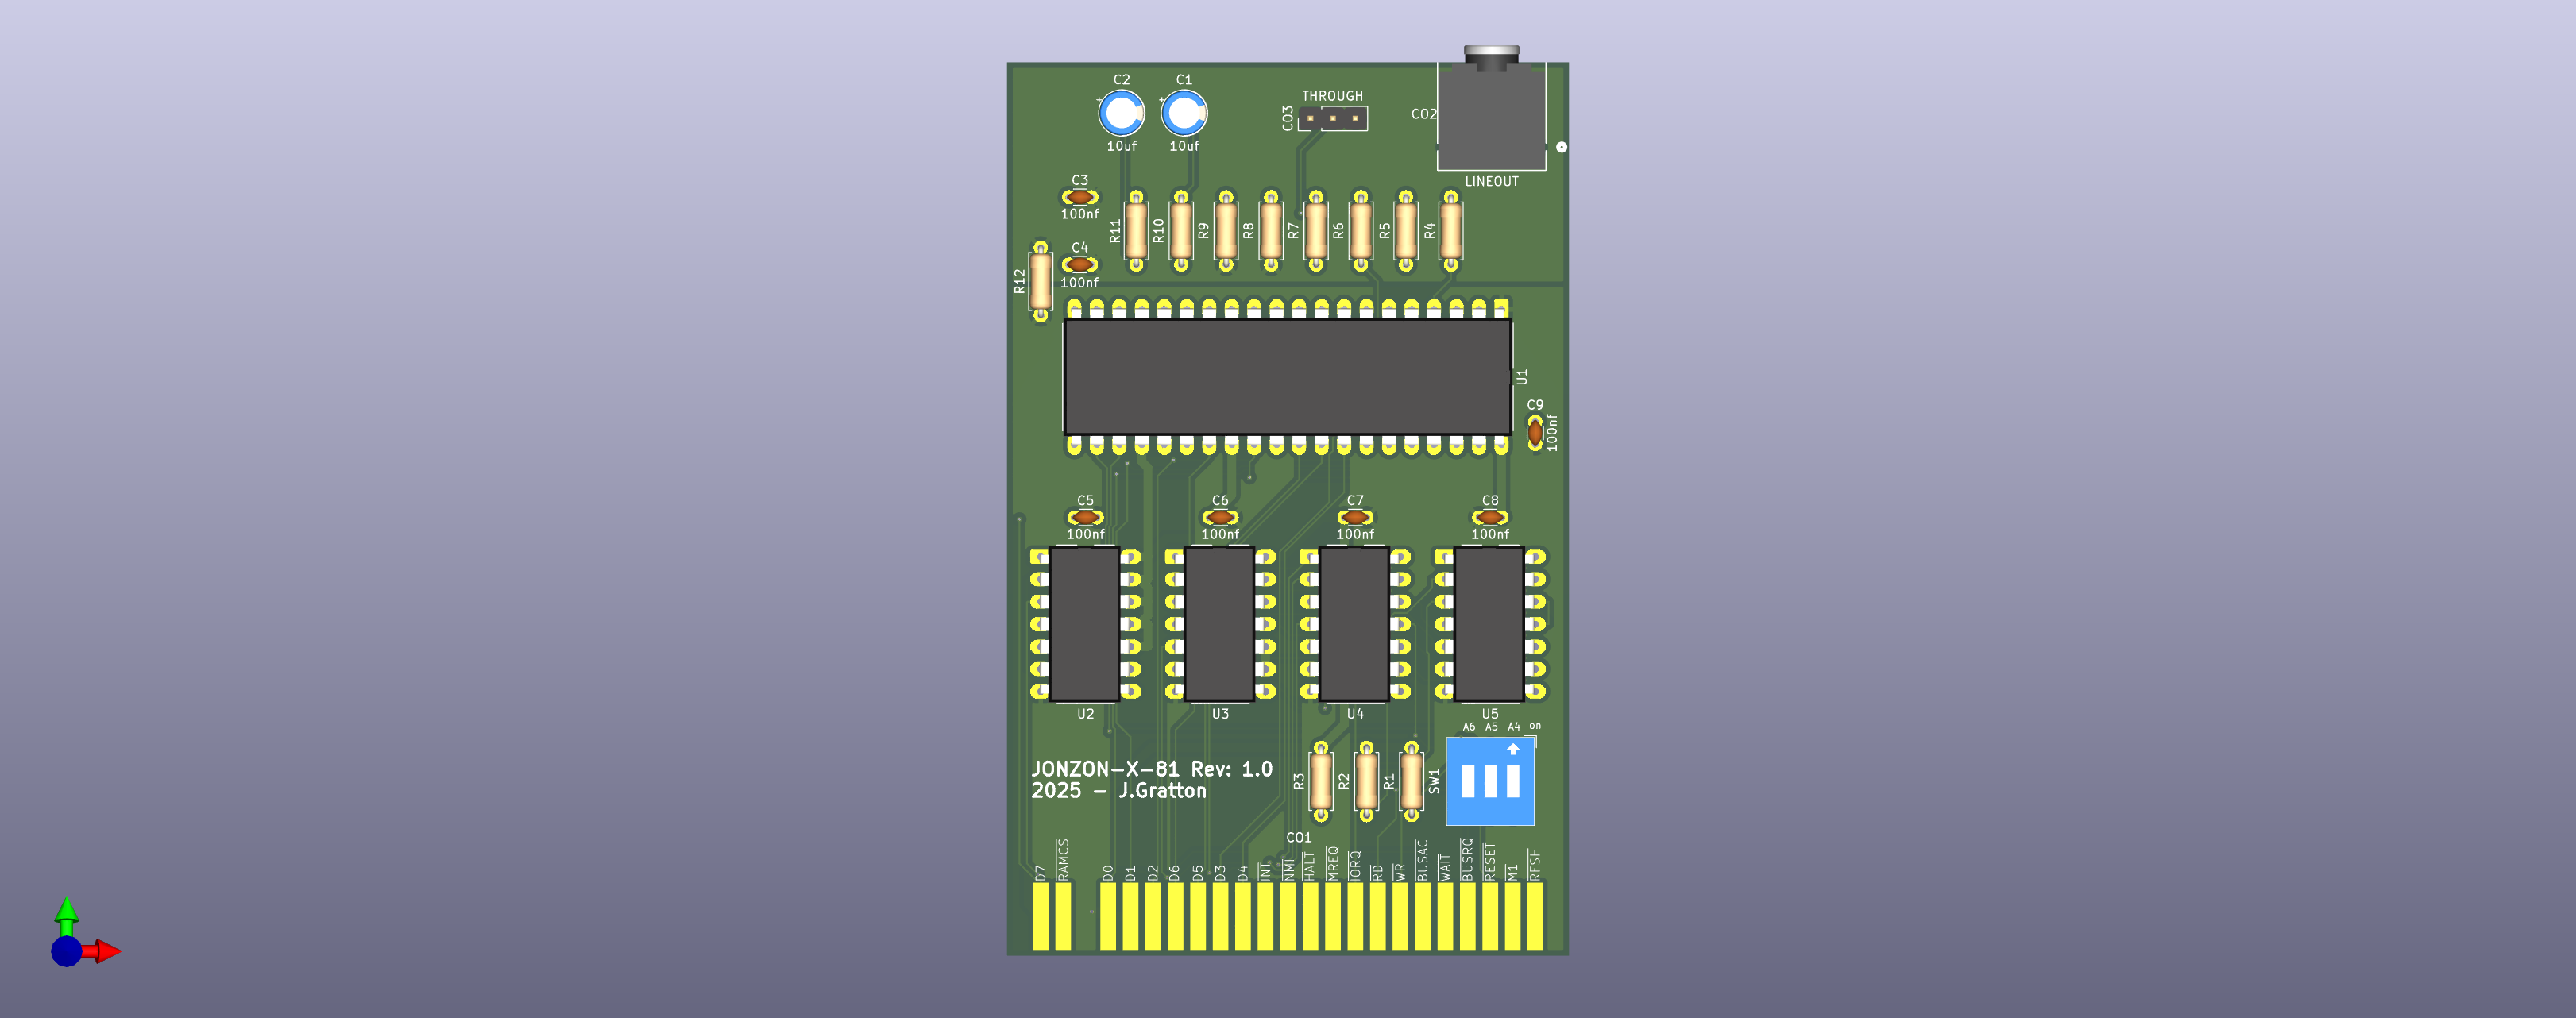 C2 C1
THROUGH
CO3
CO2
10uf 10uf
LINEOUT
C3
100nf
R11 R10 R9 R8 R7 R6 R5 R4
C4
100nf
R12
U1
C9
100nf
C5 C6 C7 C8
100nf 100nf 100nf 100nf
U2 U3 U4 U5
A6 A5 A4 on
JONZON-X-81 Rev: 1.0
2025 - J.Gratton
R3 R2 R1 SW1
CO1
D7 RAMCS D0 D1 D2 D6 D5 D3 D4 INT NMI HALT MREQ IORQ RD WR BUSAC WAIT BUSRQ RESET M1 RFSH